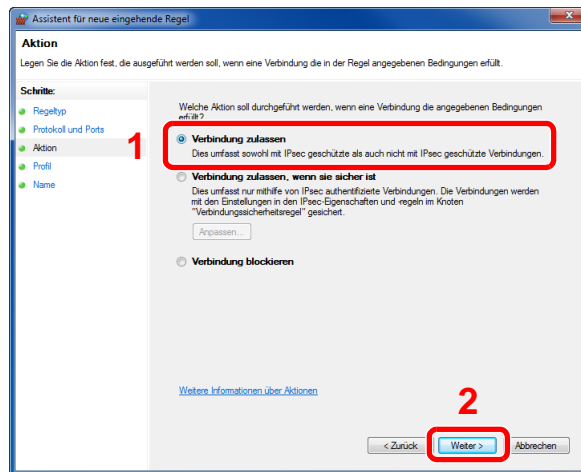 Assistent für neue eingehende Regel
Aktion
Legen Sie die Aktion fest, die ausgeführt werden soll, wenn eine Verbindung die in der Regel angegebenen Bedingungen erfüllt.
Schritte:
Regeltyp
Protokoll und Ports
Aktion
Profil
Name
Welche Aktion soll durchgeführt werden, wenn eine Verbindung die angegebenen Bedingungen
erfüllt?
1
Verbindung zulassen
Dies umfasst sowohl mit IPsec geschützte als auch nicht mit IPsec geschützte Verbindungen.
Verbindung zulassen, wenn sie sicher ist
Dies umfasst nur mithilfe von IPsec authentifizierte Verbindungen. Die Verbindungen werden
mit den Einstellungen in den IPsec-Eigenschaften und -regeln im Knoten
"Verbindungssicherheitsregel" gesichert.
Anpassen...
Verbindung blockieren
Weitere Informationen über Aktionen
2
< Zurück
Weiter >
Abbrechen